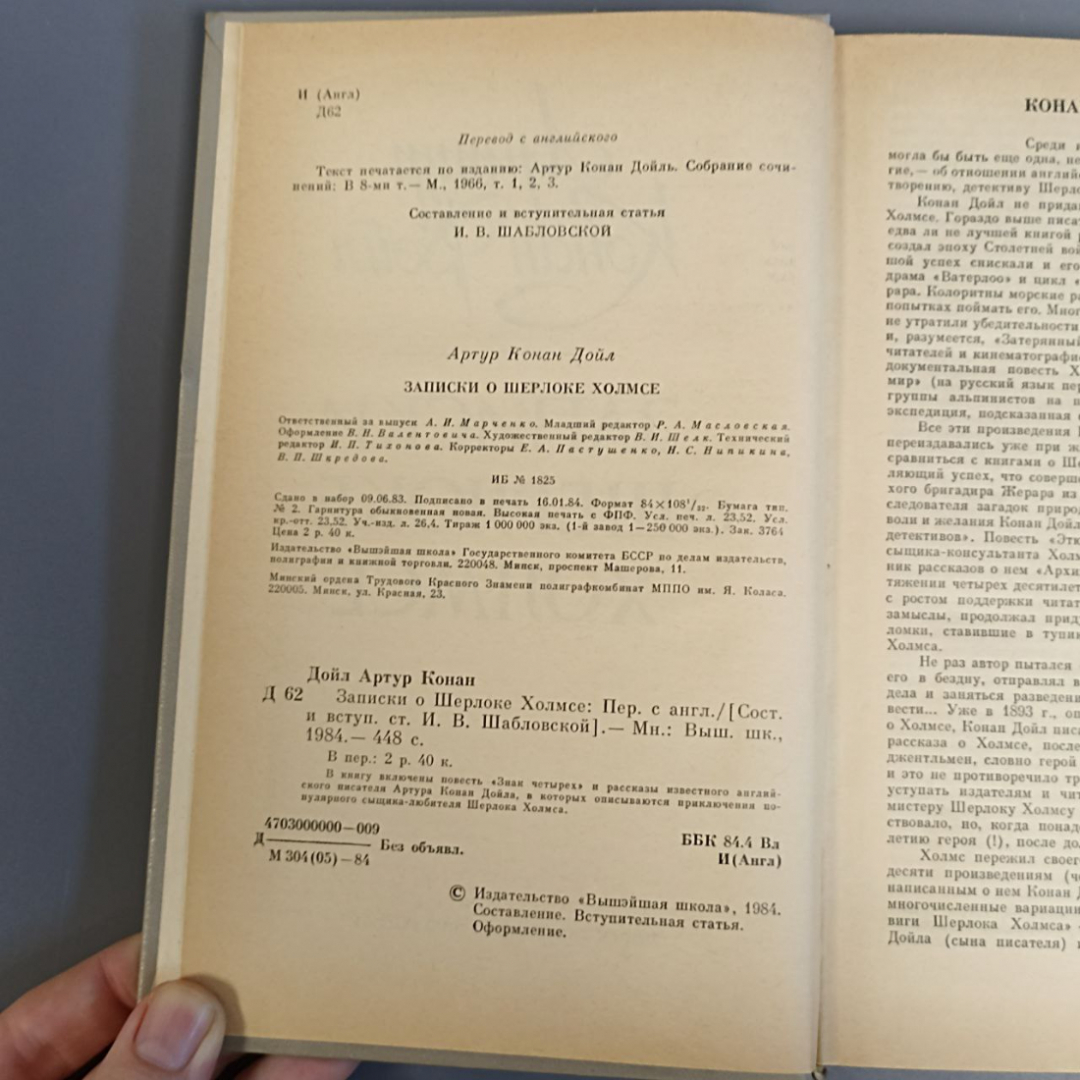 И (Англ)
Д62
Перевод с английского
Текст печатается по изданию: Артур Конан Дойль. Собрание сочи-
нений: В 8-ми т.— М., 1966, т. 1, 2, 3.
Составление и вступительная статья
И. В. ШАБЛОВСКОЙ
Артур Конан Дойл
ЗАПИСКИ О ШЕРЛОКЕ ХОЛМСЕ
Ответственный за выпуск А. И. Марченко. Младший редактор Р. А. Масловская.
Оформление В. Н. Валентовича. Художественный редактор В. И. Шелк. Технический
редактор И. П. Тихонова. Корректоры Е. А. Пастушенко, Н. С. Нипикина,
В. П. Шкредова.
ИБ № 1825
Сдано в набор 09.06.83. Подписано в печать 16.01.84. Формат 84×108¹/₃₂. Бумага тип.
№ 2. Гарнитура обыкновенная новая. Высокая печать с ФПФ. Усл. печ. л. 23,52. Усл.
кр.-отт. 23,52. Уч.-изд. л. 26,4. Тираж 1 000 000 экз. (1-й завод 1—250 000 экз.). Зак. 3764
Цена 2 р. 40 к.
Издательство «Вышэйшая школа» Государственного комитета БССР по делам издательств,
полиграфии и книжной торговли. 220048. Минск, проспект Машерова, 11.
Минский ордена Трудового Красного Знамени полиграфкомбинат МППО им. Я. Коласа.
220005. Минск, ул. Красная, 23.
Дойл Артур Конан
Д 62 Записки о Шерлоке Холмсе: Пер. с англ./[Сост.
и вступ. ст. И. В. Шабловской].— Мн.: Выш. шк.,
1984.— 448 с.
В пер.: 2 р. 40 к.
В книгу включены повесть «Знак четырех» и рассказы известного англий-
ского писателя Артура Конан Дойла, в которых описываются приключения по-
пулярного сыщика-любителя Шерлока Холмса.
4703000000—009
Д Без объявл.
М 304(05)—84
ББК 84.4 Вл
И(Англ)
© Издательство «Вышэйшая школа», 1984.
Составление. Вступительная статья.
Оформление.
КОНА
Среди
могла бы быть еще одна, не
гие,— об отношении англий
творению, детективу Шерло
Конан Дойл не прида
Холмсе. Гораздо выше писат
едва ли не лучшей книгой
создал эпоху Столетней вой
шой успех снискали и его
драма «Ватерлоо» и цикл «
рара. Колоритны морские р
попытках поймать его. Мног
не утратили убедительности
и, разумеется, «Затерянный
читателей и кинематографи
документальная повесть Х
мир» (на русский язык пер
группы альпинистов на п
экспедиция, подсказанная
Все эти произведения
переиздавались уже при ж
сравниться с книгами о Ше
ляющий успех, что соверше
хого бригадира Жерара из
следователя загадок природ
воли и желания Конан Дойл
детективов». Повесть «Этю
сыщика-консультанта Холм
ник рассказов о нем «Архи
тяжении четырех десятилет
с ростом поддержки читат
замыслы, продолжал приду
ломки, ставившие в тупик
Холмса.
Не раз автор пытался
его в бездну, отправлял в
дела и заняться разведени
вести... Уже в 1893 г., оп
о Холмсе, Конан Дойл писа
рассказа о Холмсе, после
джентльмен, словно герой
и это не противоречило тр
уступать издателям и чит
мистеру Шерлоку Холмсу
ствовало, но, когда понад
летию героя (!), после до
Холмс пережил своег
десяти произведениям (че
написанным о нем Конан Д
многочисленные вариации
виги Шерлока Холмса»
Дойла (сына писателя)